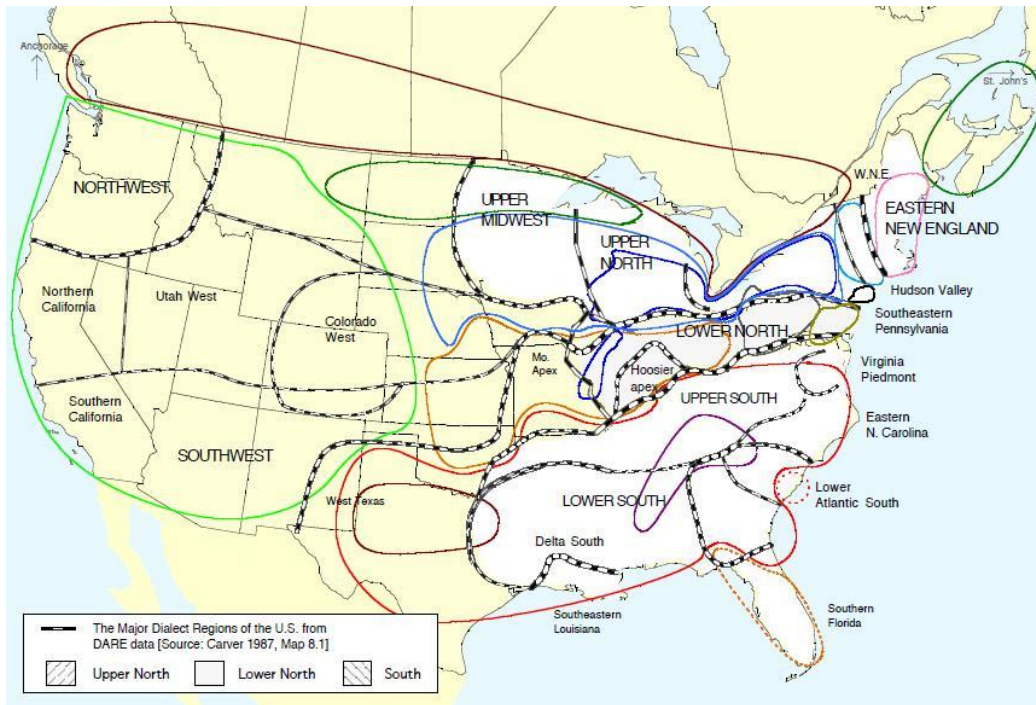 Anchorage
St. John's
W.N.E.
NORTHWEST
UPPER
MIDWEST
EASTERN
NEW ENGLAND
UPPER
NORTH
Northern
California
Utah West
Hudson Valley
Colorado
West
LOWER NORTH
Southeastern
Pennsylvania
Mo.
Apex
Hoosier
apex
Virginia
Piedmont
Southern
California
UPPER SOUTH
Eastern
N. Carolina
SOUTHWEST
West Texas
LOWER SOUTH
Lower
Atlantic South
Delta South
Southeastern
Louisiana
Southern
Florida
The Major Dialect Regions of the U.S. from
DARE data [Source: Carver 1987, Map 8.1]
Upper North
Lower North
South